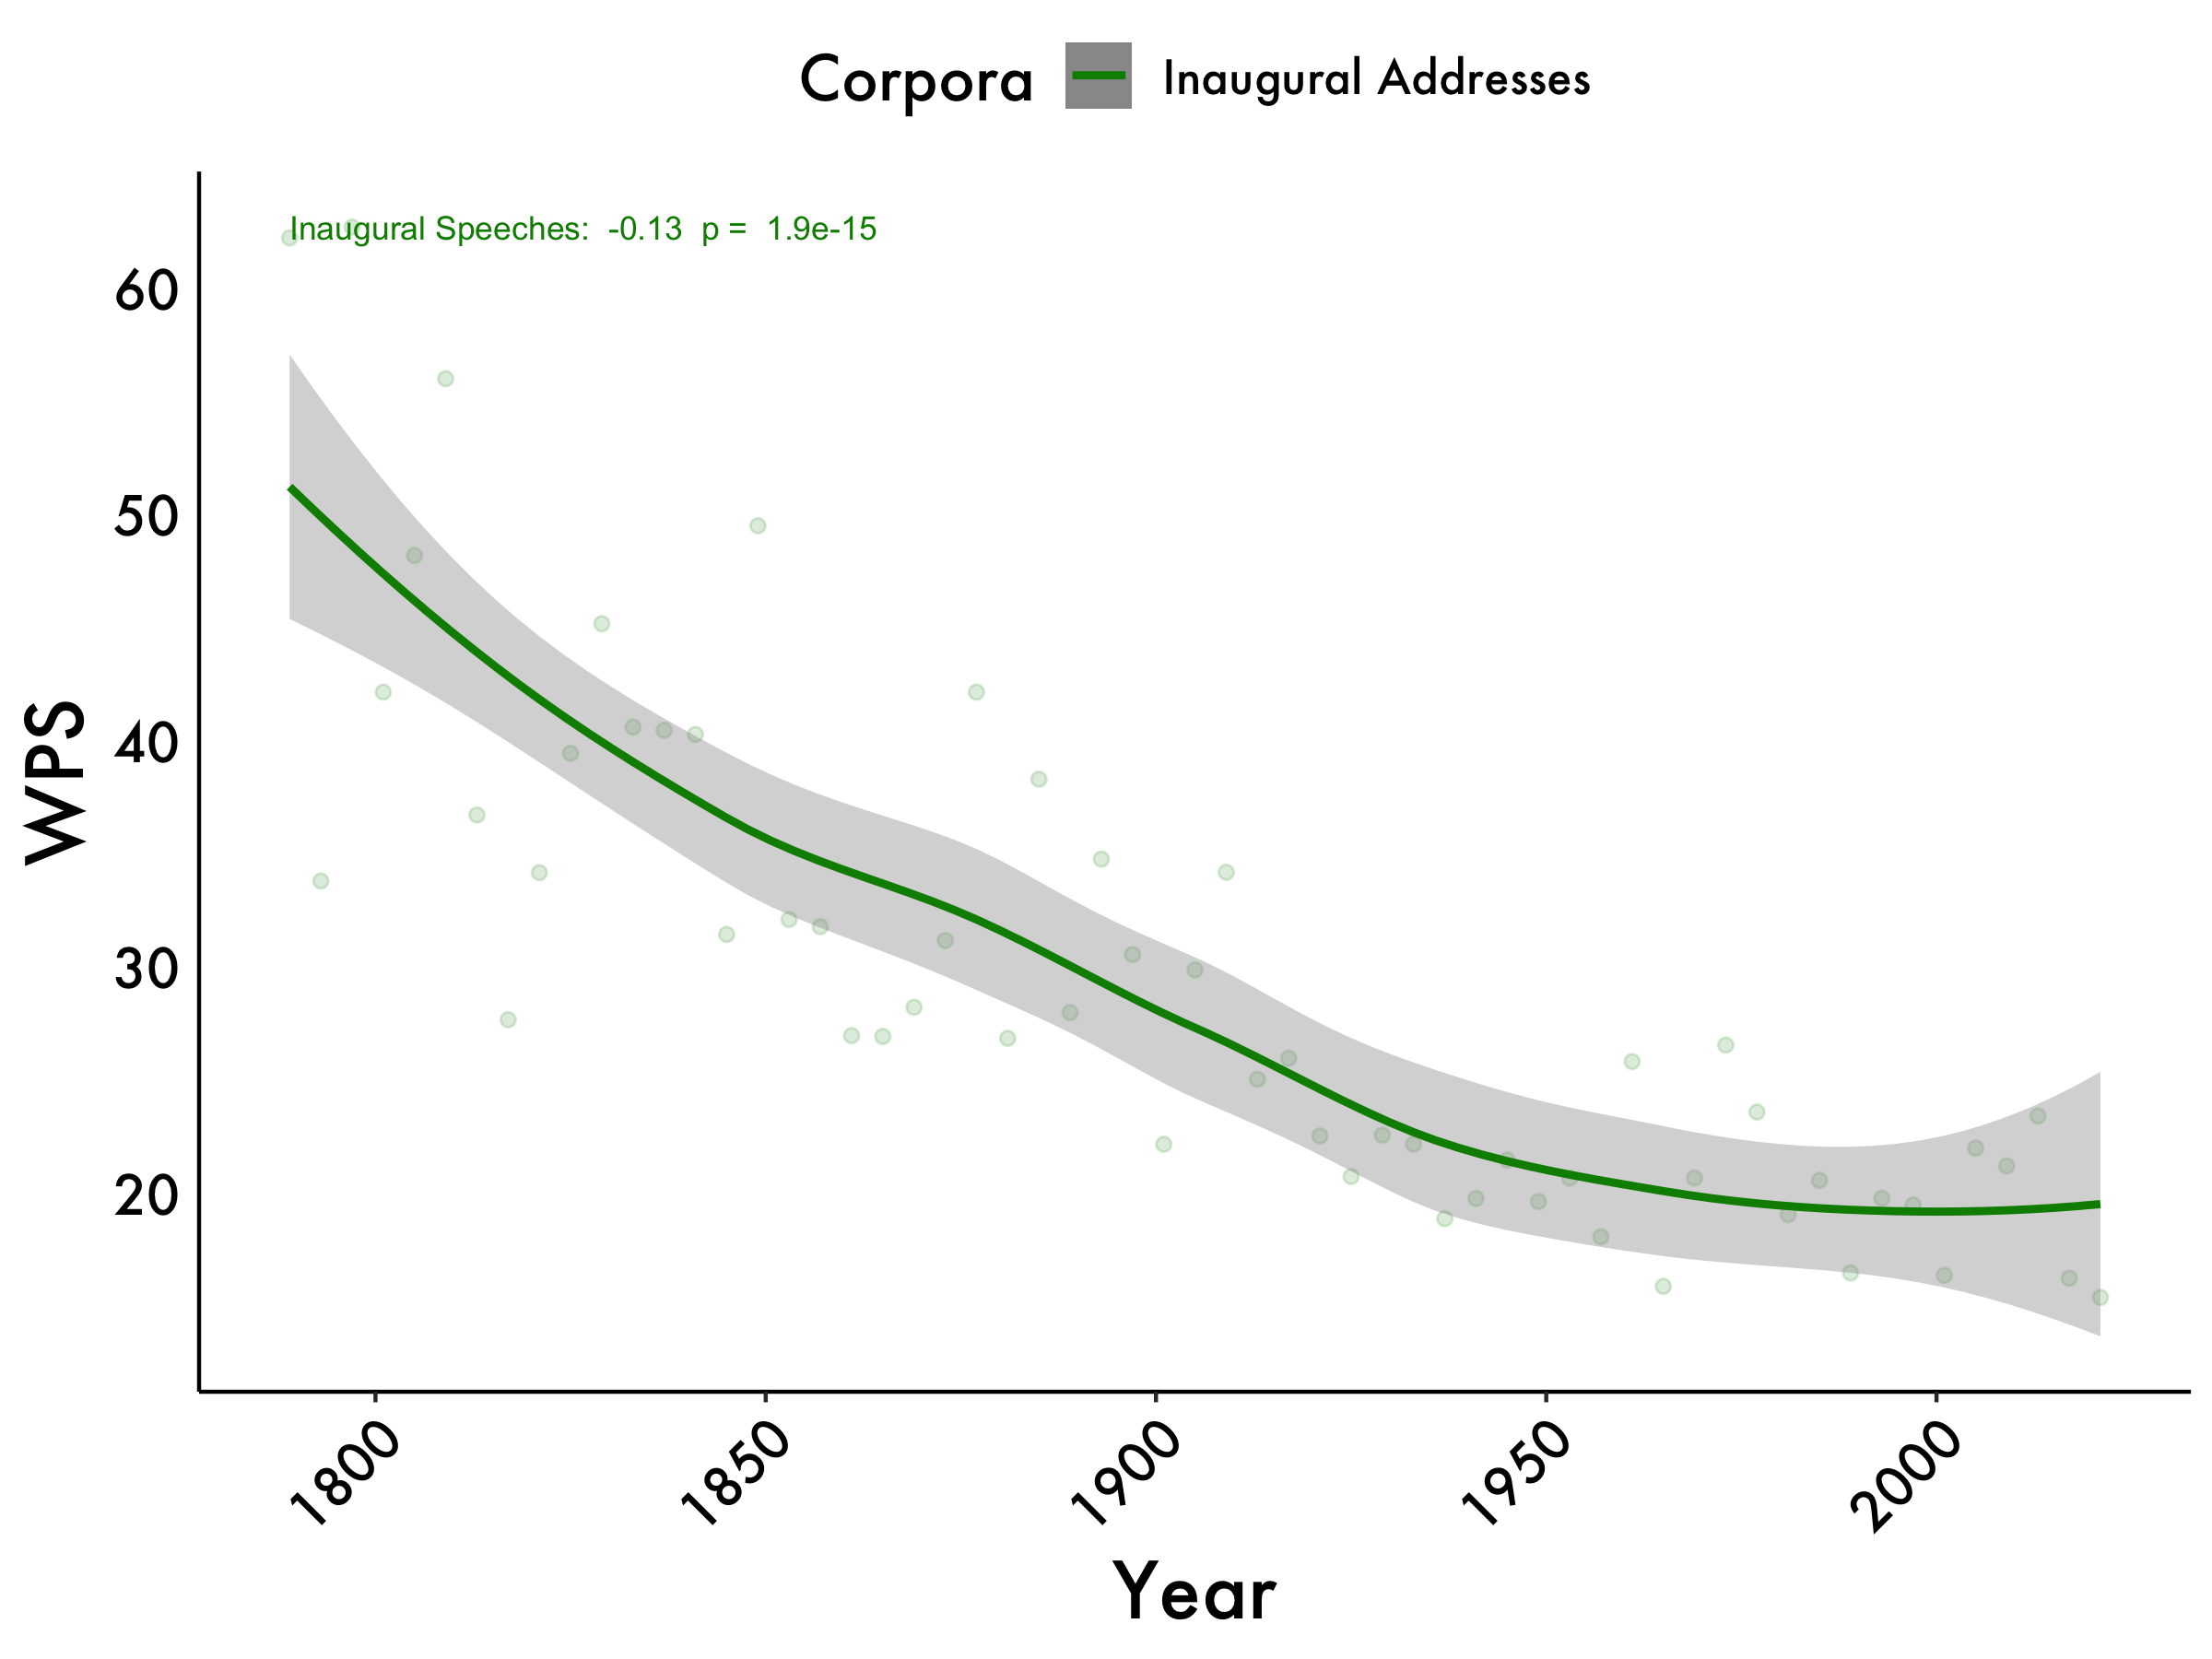 Corpora Inaugural Addresses
Inaugural Speeches: -0.13 p = 1.9e-15
60
50
40
30
20
WPS
1800 1850 1900 1950 2000
Year